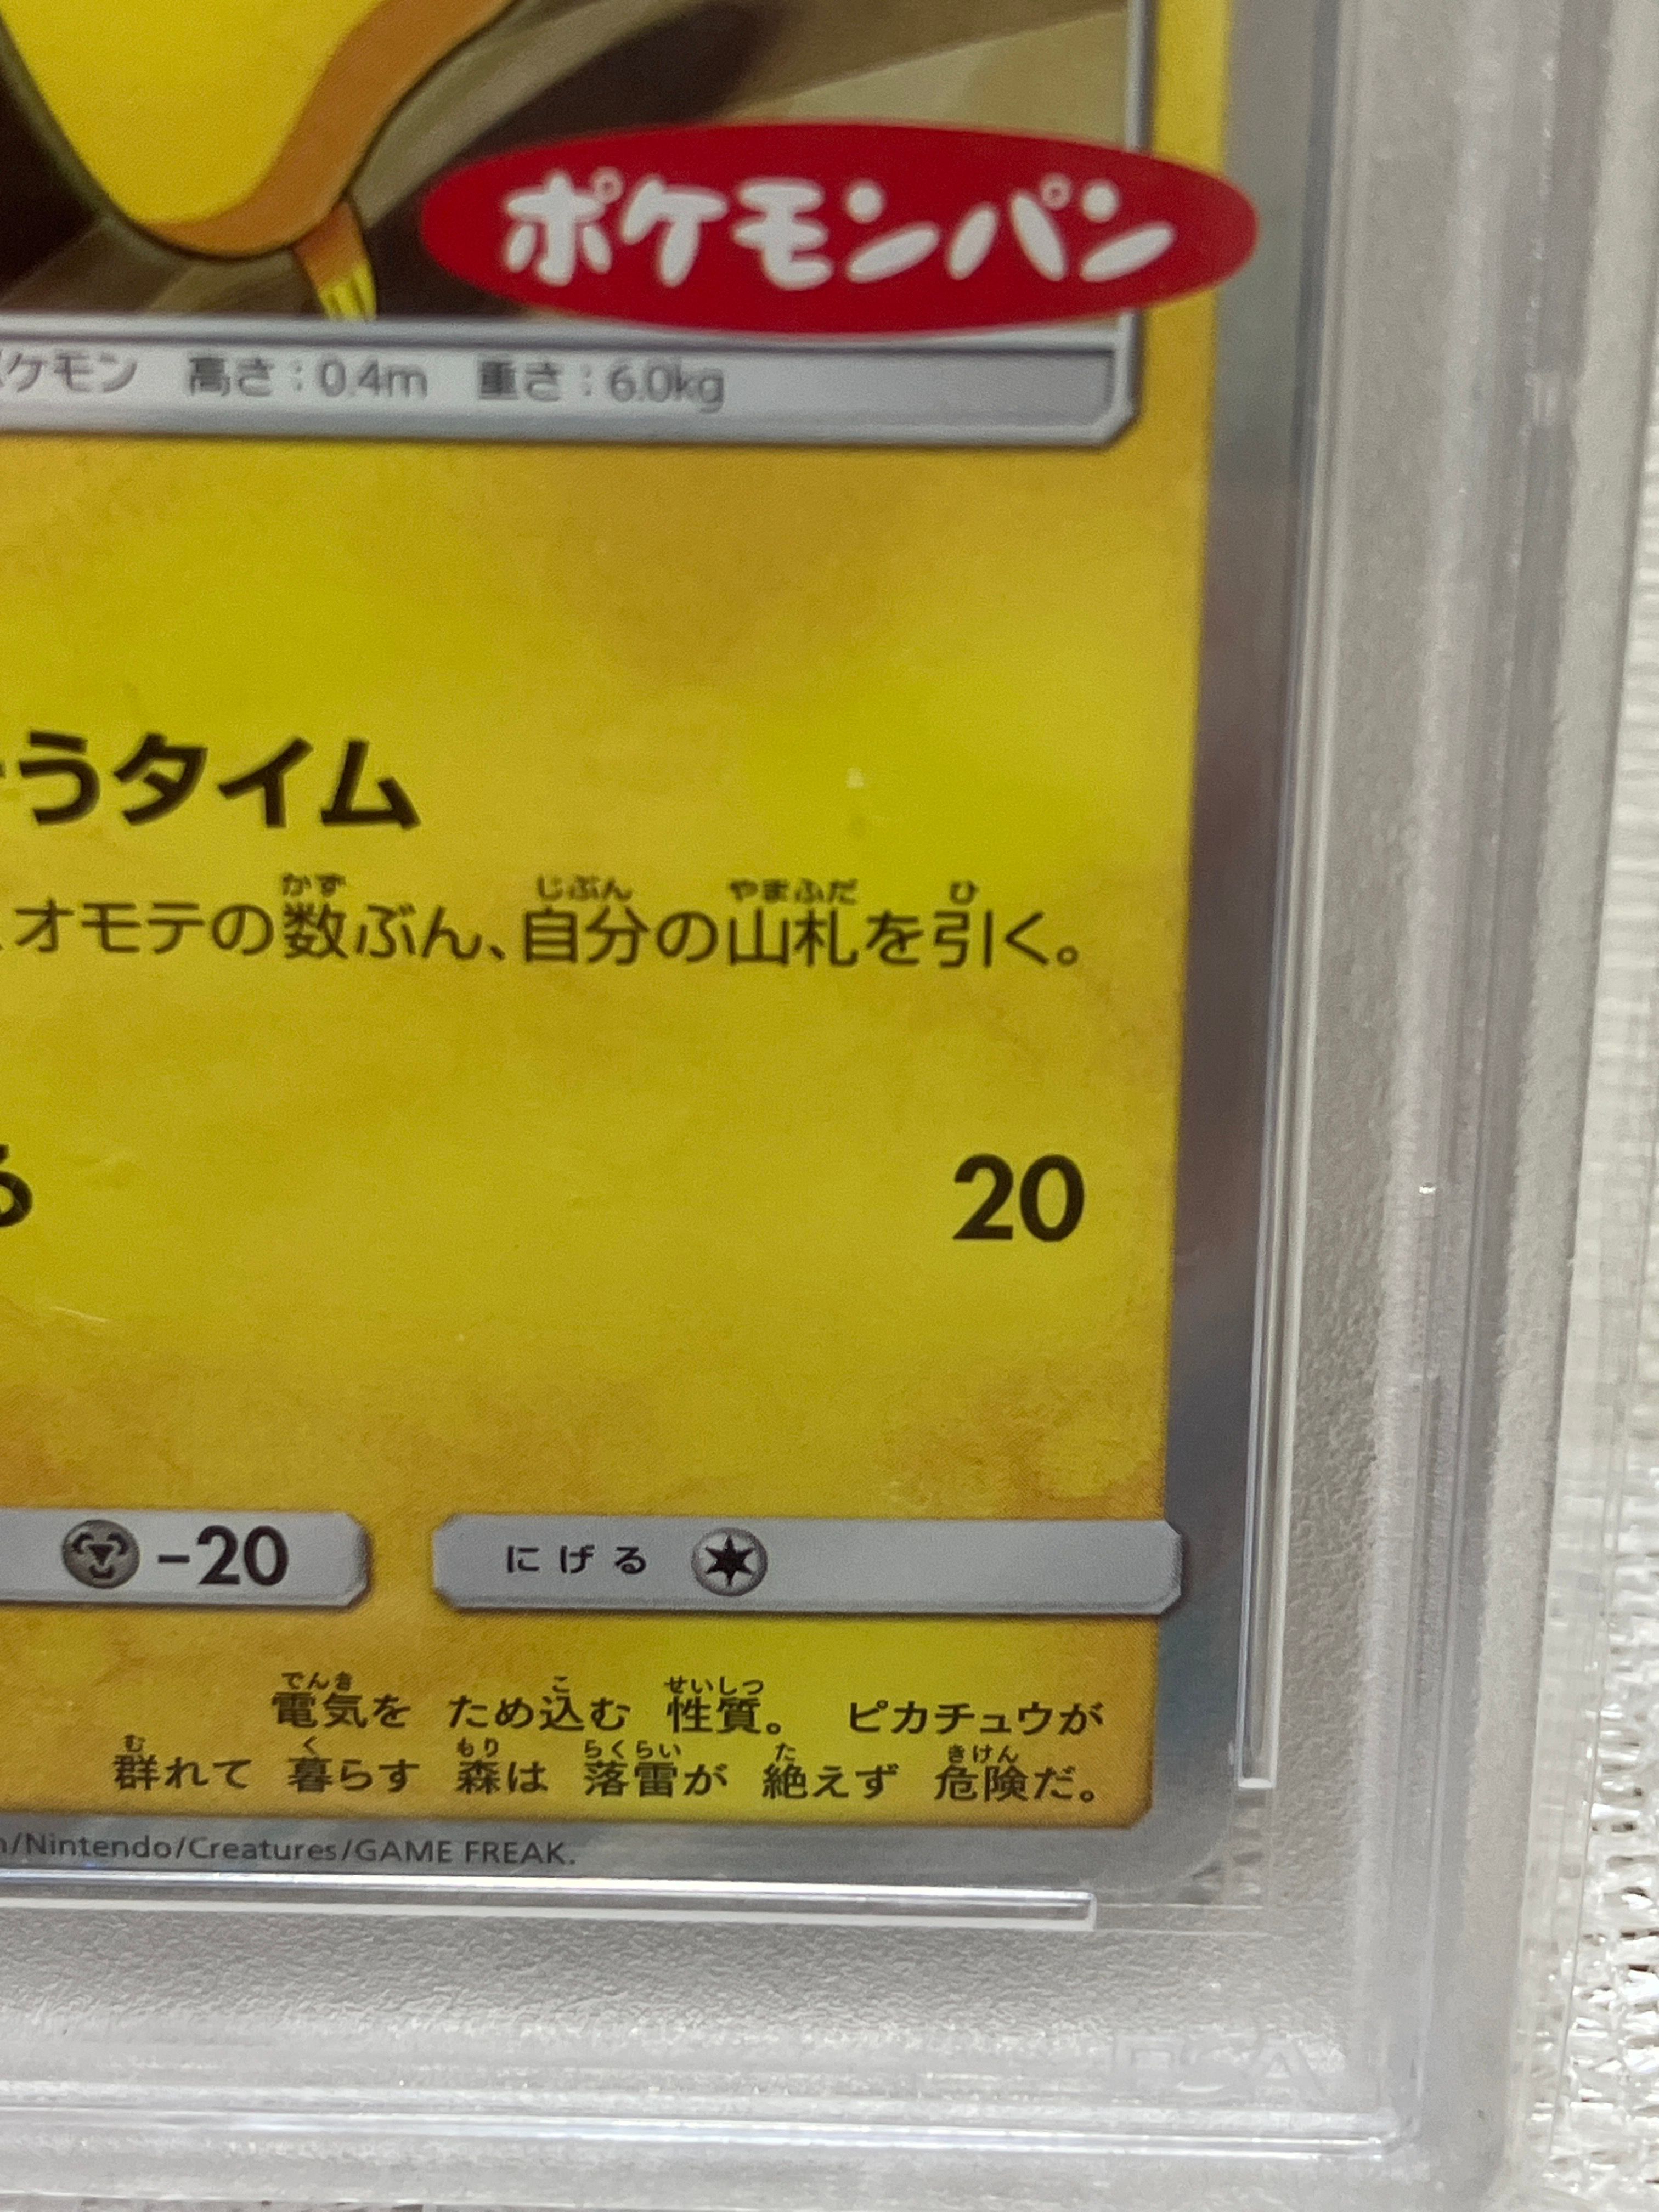 ポケモンパン
ケモン 高さ：0.4m 重さ：6.0kg
うタイム
かず じぶん やまふだ ひ
オモテの数ぶん、自分の山札を引く。
る 20
-20 にげる
でんき こ せいしつ
電気を ため込む 性質。 ピカチュウが
む く もり らくらい た きけん
群れて 暮らす 森は 落雷が 絶えず 危険だ。
/Nintendo/Creatures/GAME FREAK.
PSA